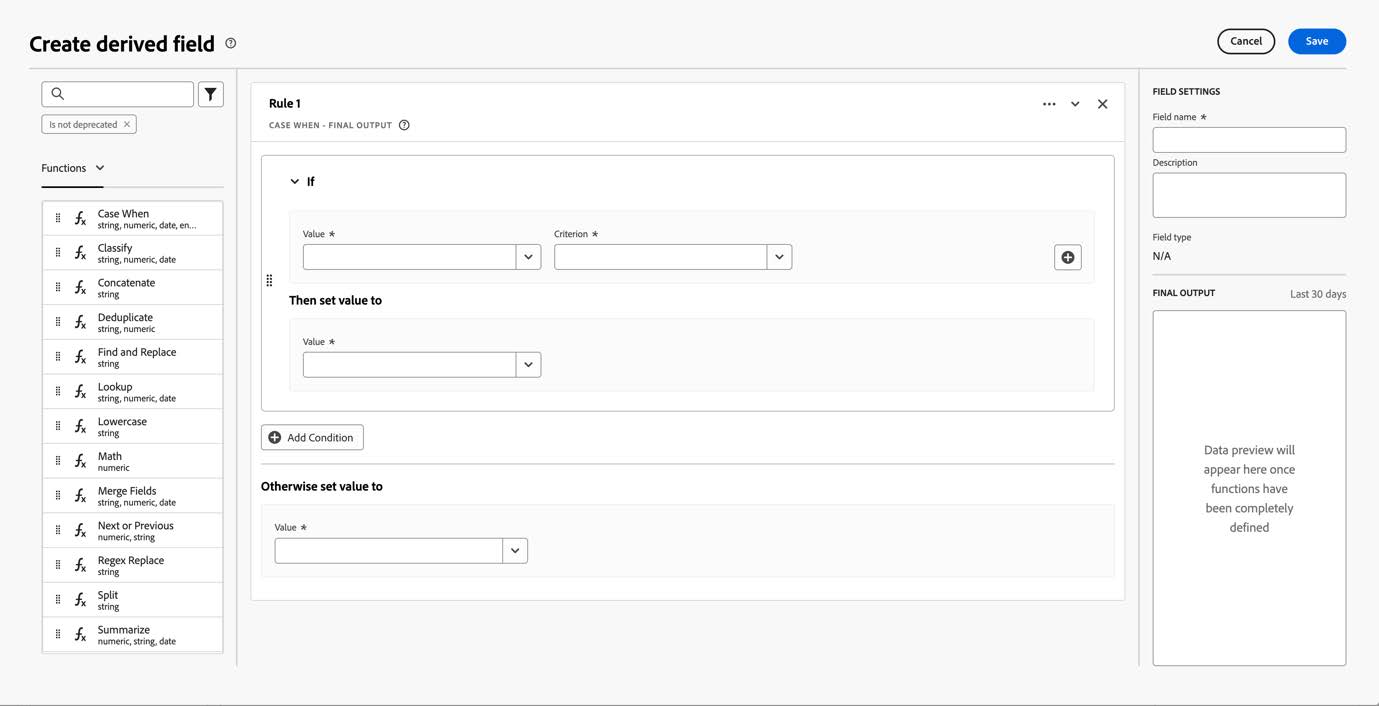 Create derived field
Cancel
Save
Is not deprecated
Functions
Case When
string, numeric, date, en...
Classify
string, numeric, date
Concatenate
string
Deduplicate
string, numeric
Find and Replace
string
Lookup
string, numeric, date
Lowercase
string
Math
numeric
Merge Fields
string, numeric, date
Next or Previous
numeric, string
Regex Replace
string
Split
string
Summarize
numeric, string, date
Rule 1
CASE WHEN - FINAL OUTPUT
If
Value *
Criterion *
Then set value to
Value *
Add Condition
Otherwise set value to
Value *
FIELD SETTINGS
Field name *
Description
Field type
N/A
FINAL OUTPUT
Last 30 days
Data preview will
appear here once
functions have
been completely
defined